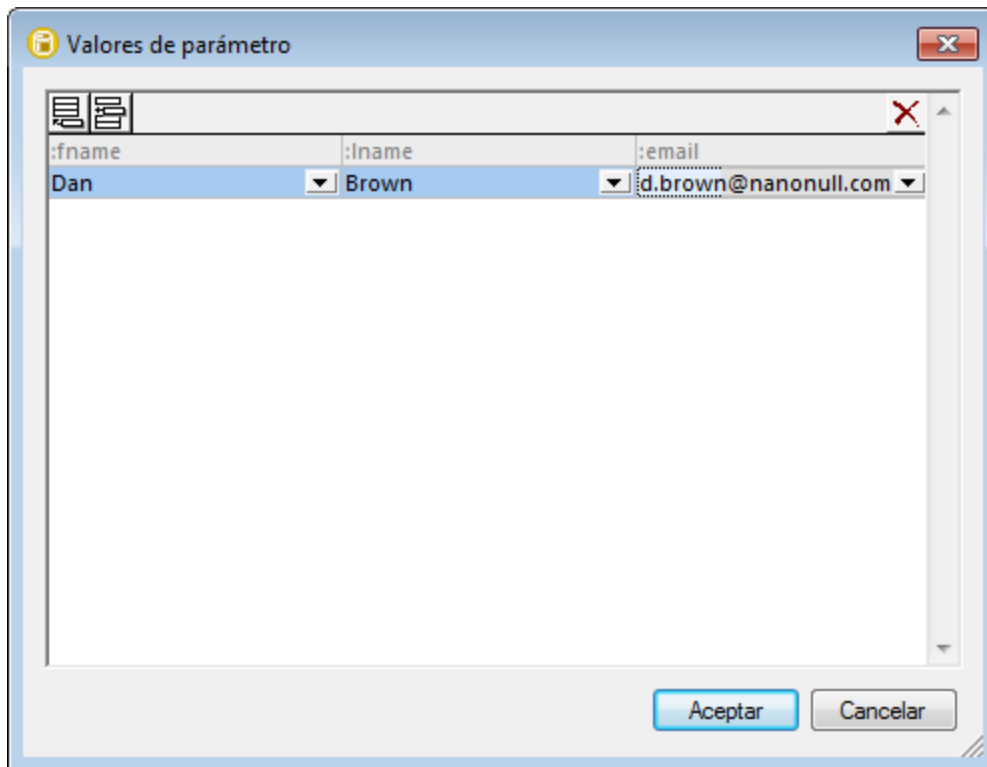 Valores de parámetro
:fname :lname :email
Dan Brown d.brown@nanonull.com
Aceptar Cancelar